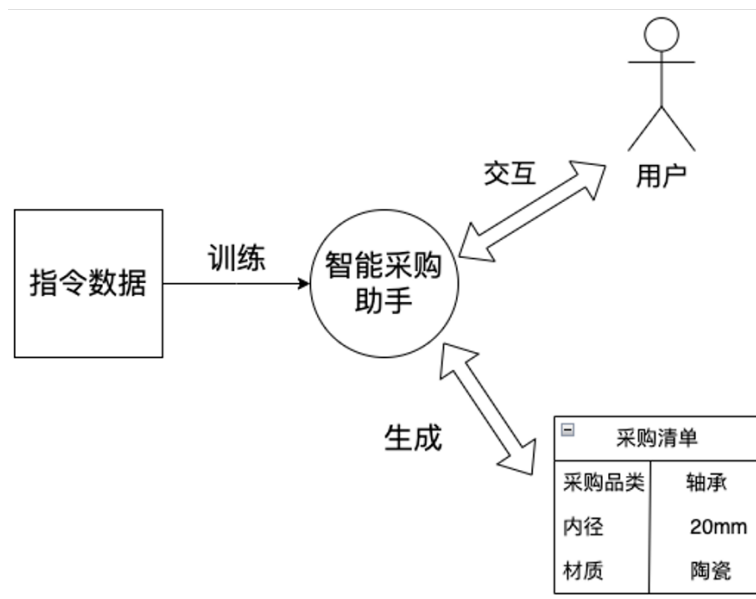 用户
交互
训练
指令数据
智能采购
助手
生成
采购清单
采购品类 轴承
内径 20mm
材质 陶瓷